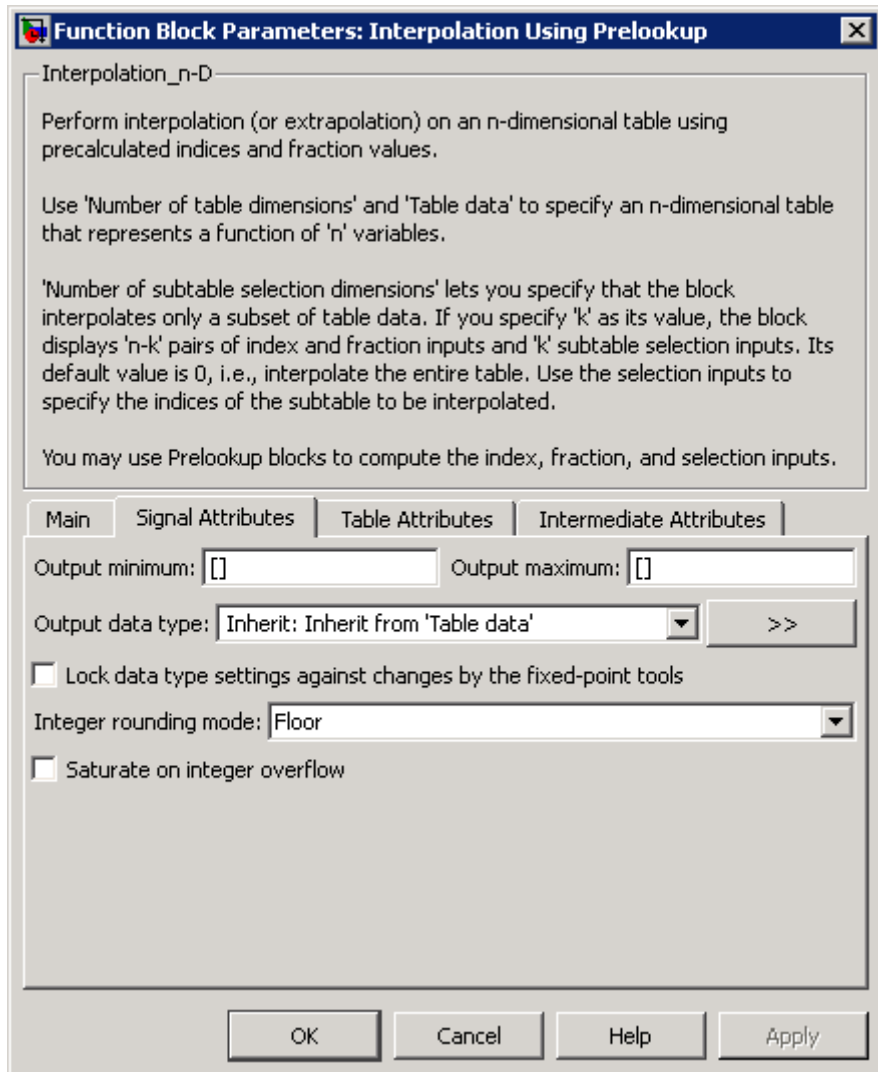 Function Block Parameters: Interpolation Using Prelookup
Interpolation_n-D
Perform interpolation (or extrapolation) on an n-dimensional table using
precalculated indices and fraction values.
Use 'Number of table dimensions' and 'Table data' to specify an n-dimensional table
that represents a function of 'n' variables.
'Number of subtable selection dimensions' lets you specify that the block
interpolates only a subset of table data. If you specify 'k' as its value, the block
displays 'n-k' pairs of index and fraction inputs and 'k' subtable selection inputs. Its
default value is 0, i.e., interpolate the entire table. Use the selection inputs to
specify the indices of the subtable to be interpolated.
You may use Prelookup blocks to compute the index, fraction, and selection inputs.
Main Signal Attributes Table Attributes Intermediate Attributes
Output minimum: [] Output maximum: []
Output data type: Inherit: Inherit from 'Table data' >>
Lock data type settings against changes by the fixed-point tools
Integer rounding mode: Floor
Saturate on integer overflow
OK Cancel Help Apply